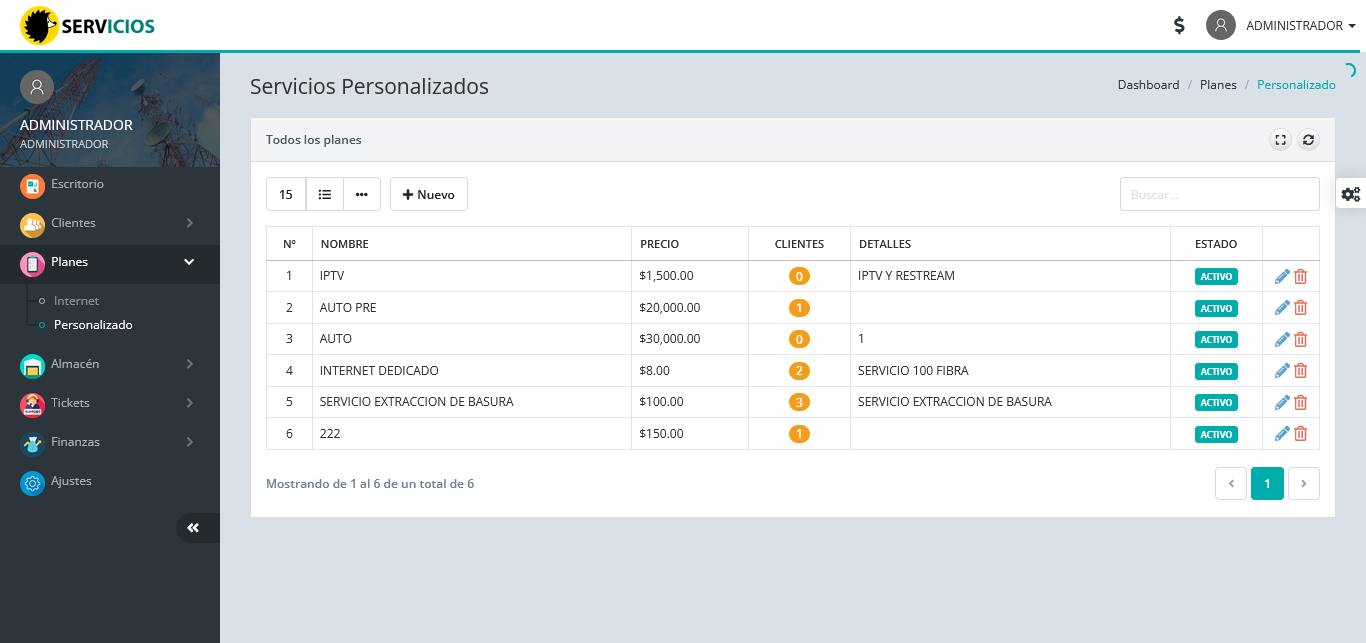 SERVICIOS
$ ADMINISTRADOR
ADMINISTRADOR
ADMINISTRADOR
Escritorio
Clientes
Planes
Internet
Personalizado
Almacén
Tickets
Finanzas
Ajustes
Servicios Personalizados
Dashboard / Planes / Personalizado
Todos los planes
15 Nuevo Buscar...
Nº NOMBRE PRECIO CLIENTES DETALLES ESTADO
1 IPTV $1,500.00 0 IPTV Y RESTREAM ACTIVO
2 AUTO PRE $20,000.00 1 ACTIVO
3 AUTO $30,000.00 0 1 ACTIVO
4 INTERNET DEDICADO $8.00 2 SERVICIO 100 FIBRA ACTIVO
5 SERVICIO EXTRACCION DE BASURA $100.00 3 SERVICIO EXTRACCION DE BASURA ACTIVO
6 222 $150.00 1 ACTIVO
Mostrando de 1 al 6 de un total de 6
1